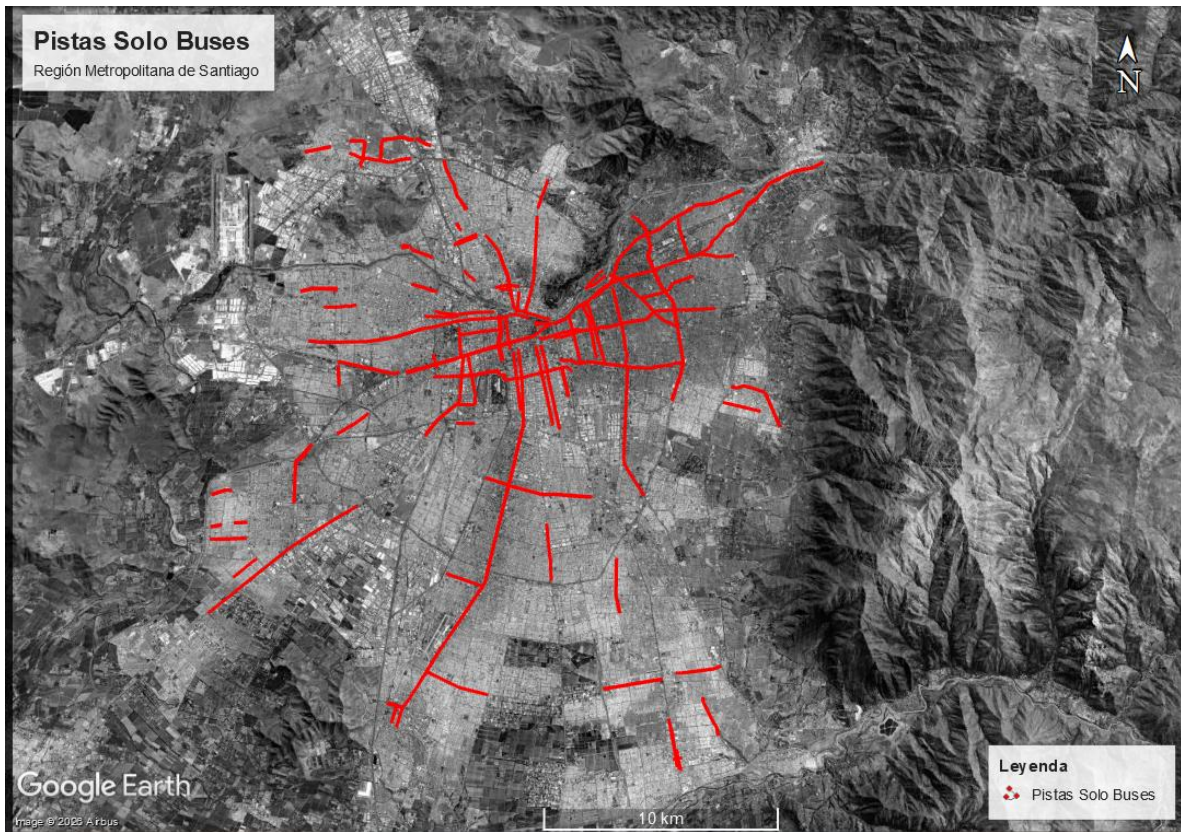 Pistas Solo Buses
Región Metropolitana de Santiago
N
Leyenda
Pistas Solo Buses
Google Earth
Image © 2026 Airbus
10 km